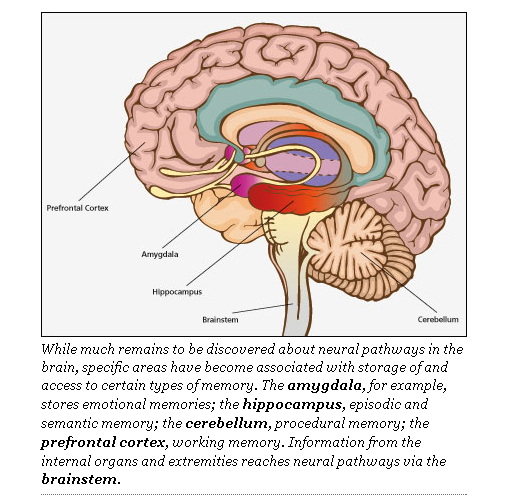 Prefrontal Cortex
Amygdala
Hippocampus
Brainstem
Cerebellum
While much remains to be discovered about neural pathways in the
brain, specific areas have become associated with storage of and
access to certain types of memory. The amygdala, for example,
stores emotional memories; the hippocampus, episodic and
semantic memory; the cerebellum, procedural memory; the
prefrontal cortex, working memory. Information from the
internal organs and extremities reaches neural pathways via the
brainstem.